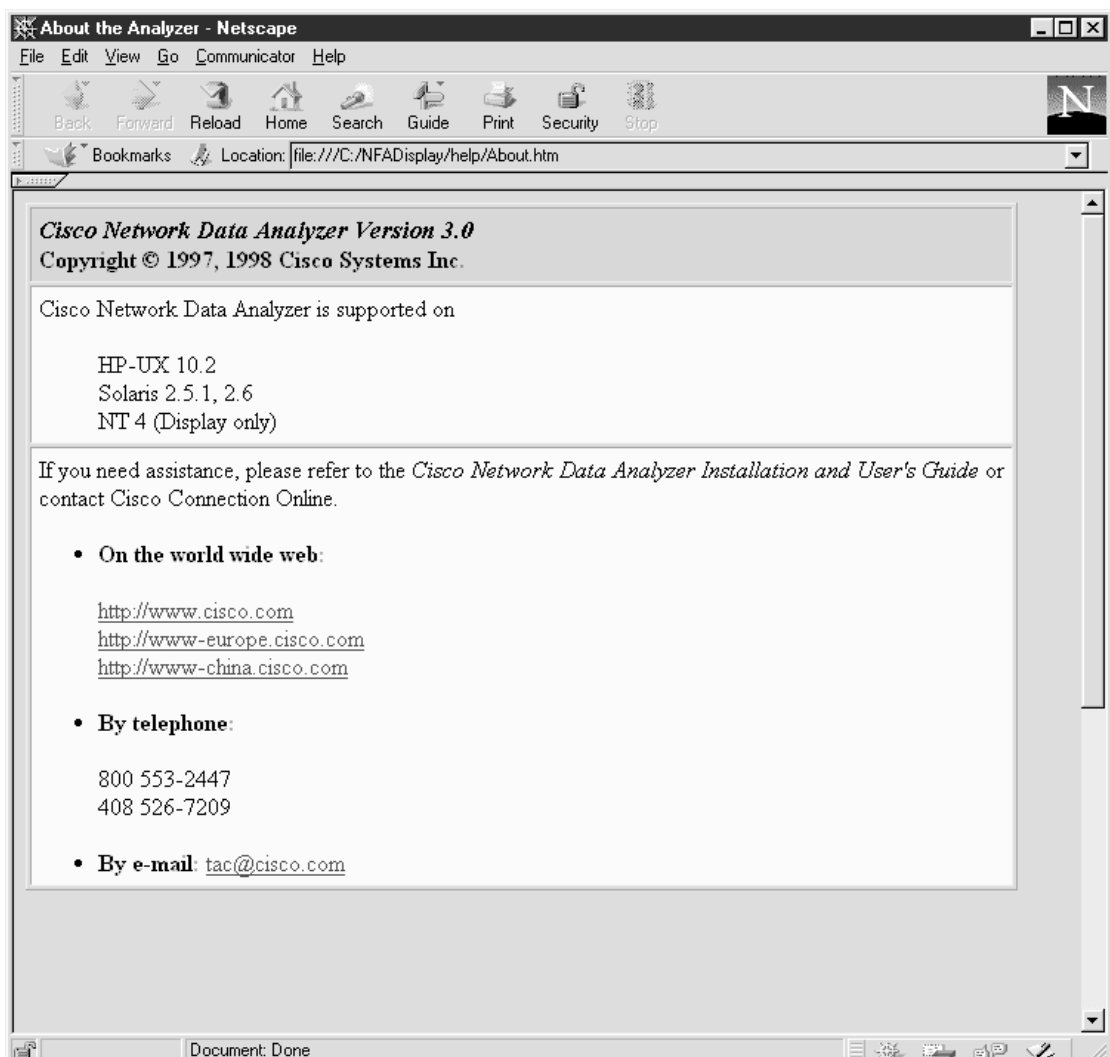 About the Analyzer - Netscape
File Edit View Go Communicator Help
Back Forward Reload Home Search Guide Print Security Stop
N
Bookmarks Location: file:///C:/NFADisplay/help/About.htm
Cisco Network Data Analyzer Version 3.0
Copyright © 1997, 1998 Cisco Systems Inc.
Cisco Network Data Analyzer is supported on
HP-UX 10.2
Solaris 2.5.1, 2.6
NT 4 (Display only)
If you need assistance, please refer to the Cisco Network Data Analyzer Installation and User's Guide or
contact Cisco Connection Online.
• On the world wide web:
http://www.cisco.com
http://www-europe.cisco.com
http://www-china.cisco.com
• By telephone:
800 553-2447
408 526-7209
• By e-mail: tac@cisco.com
Document: Done